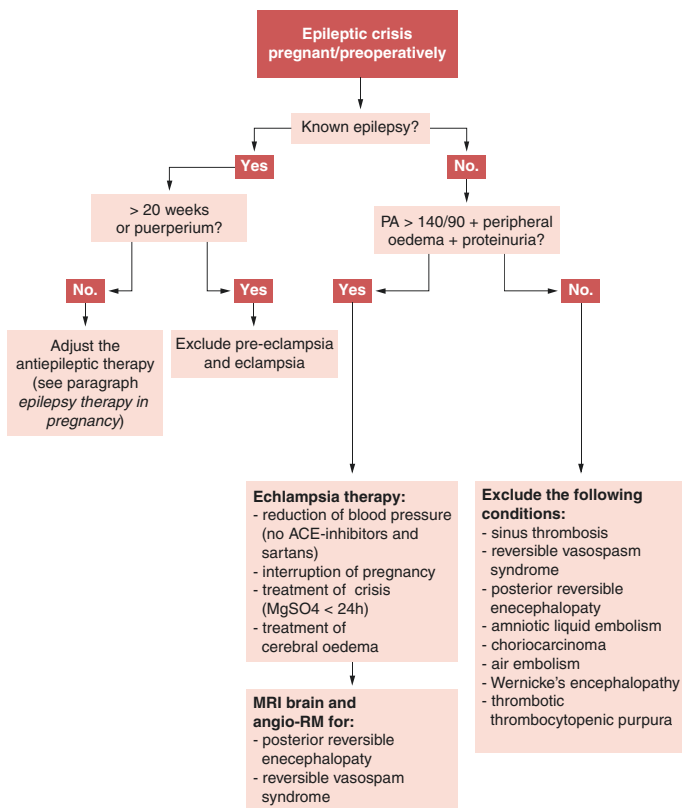 Epileptic crisis
pregnant/preoperatively
Known epilepsy?
Yes
No.
> 20 weeks
or puerperium?
PA > 140/90 + peripheral
oedema + proteinuria?
No.
Yes
Yes
No.
Adjust the
antiepileptic therapy
(see paragraph
epilepsy therapy in
pregnancy)
Exclude pre-eclampsia
and eclampsia
Echlampsia therapy:
- reduction of blood pressure
(no ACE-inhibitors and
sartans)
- interruption of pregnancy
- treatment of crisis
(MgSO4 < 24h)
- treatment of
cerebral oedema
Exclude the following
conditions:
- sinus thrombosis
- reversible vasospasm
syndrome
- posterior reversible
enecephalopaty
- amniotic liquid embolism
- choriocarcinoma
- air embolism
- Wernicke's encephalopathy
- thrombotic
thrombocytopenic purpura
MRI brain and
angio-RM for:
- posterior reversible
enecephalopaty
- reversible vasospam
syndrome